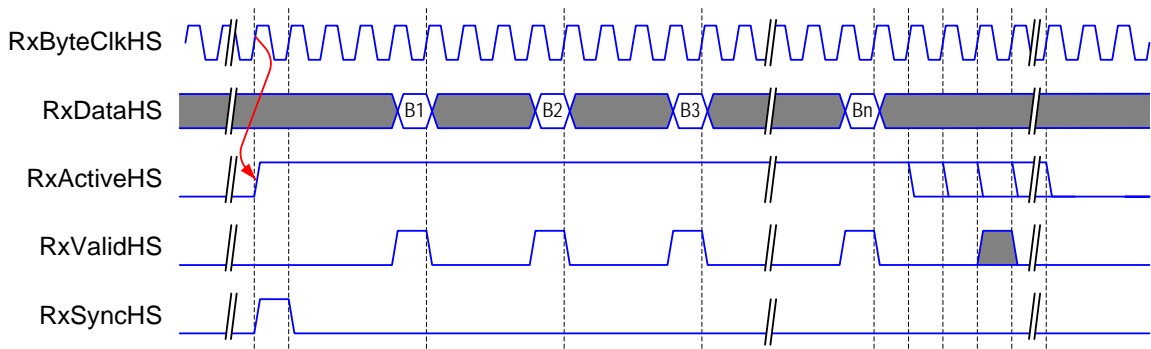 RxByteClkHS
RxDataHS
B1 B2 B3 Bn
RxActiveHS
RxValidHS
RxSyncHS